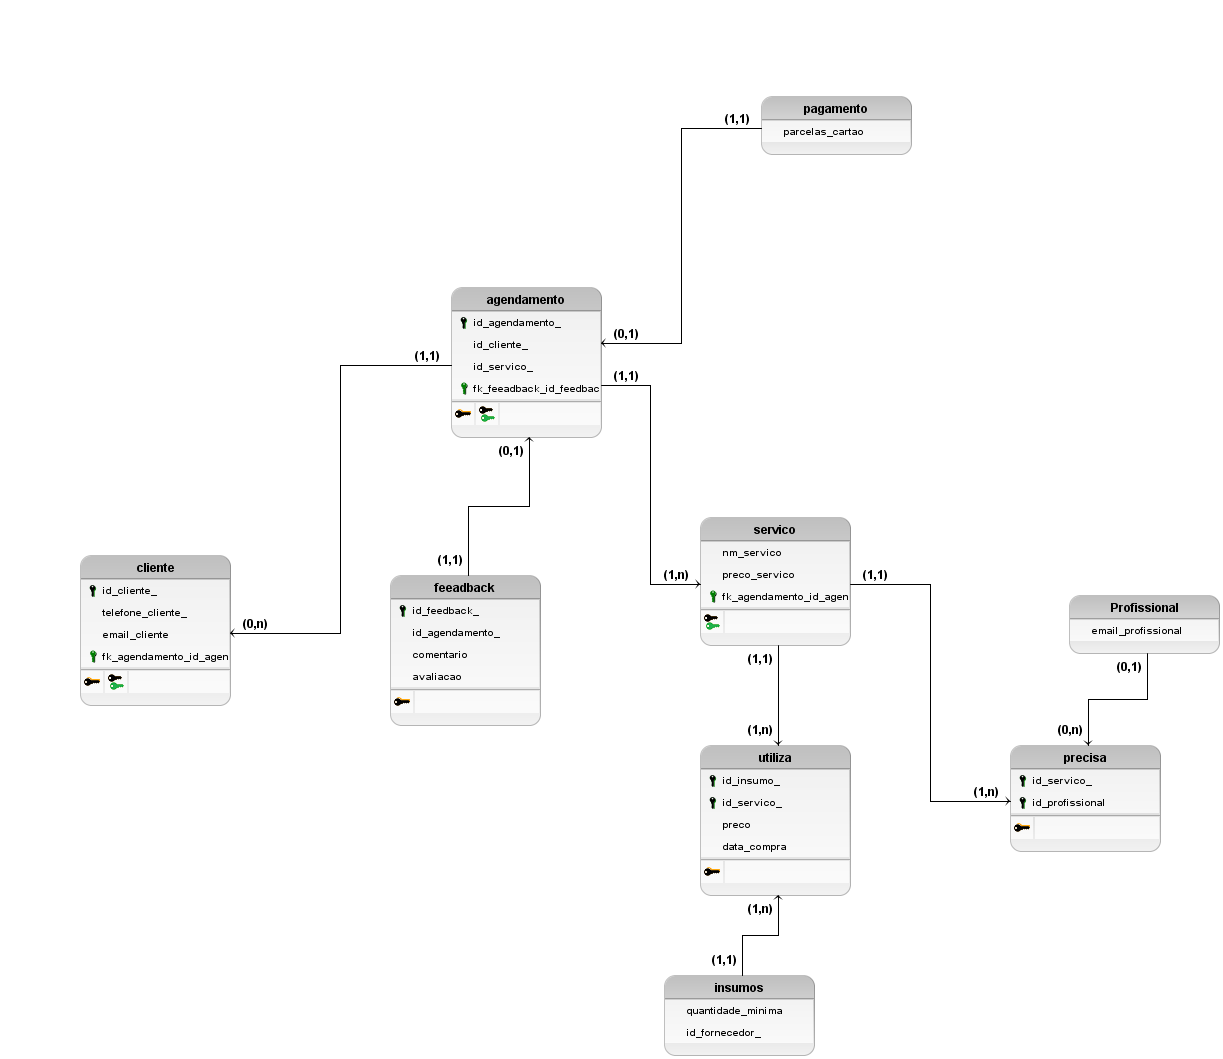 pagamento
parcelas_cartao
(1,1)
(0,1)
agendamento
id_agendamento_
id_cliente_
id_servico_
fk_feeadback_id_feedbac
(1,1)
(1,1)
(0,1)
cliente
id_cliente_
telefone_cliente_
email_cliente
fk_agendamento_id_agen
(0,n)
(1,1)
feeadback
id_feedback_
id_agendamento_
comentario
avaliacao
servico
nm_servico
preco_servico
fk_agendamento_id_agen
(1,n)
(1,1)
(1,1)
Profissional
email_profissional
(0,1)
(0,n)
precisa
id_servico_
id_profissional
(1,n)
(1,n)
utiliza
id_insumo_
id_servico_
preco
data_compra
(1,n)
(1,1)
insumos
quantidade_minima
id_fornecedor_